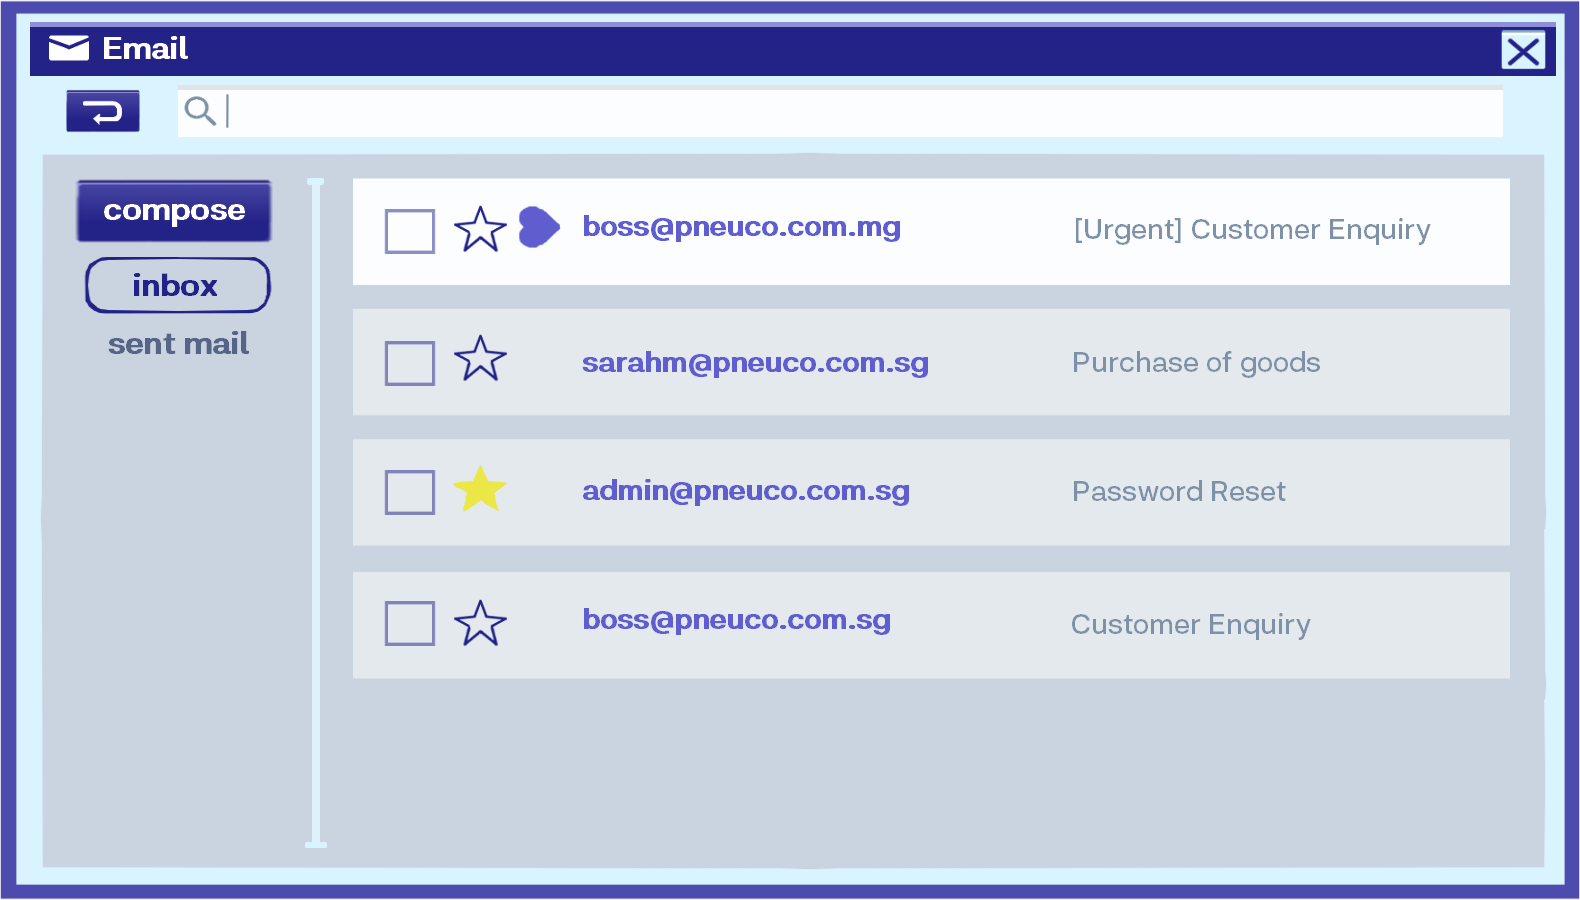 Email
compose
inbox
sent mail
boss@pneuco.com.mg [Urgent] Customer Enquiry
sarahm@pneuco.com.sg Purchase of goods
admin@pneuco.com.sg Password Reset
boss@pneuco.com.sg Customer Enquiry